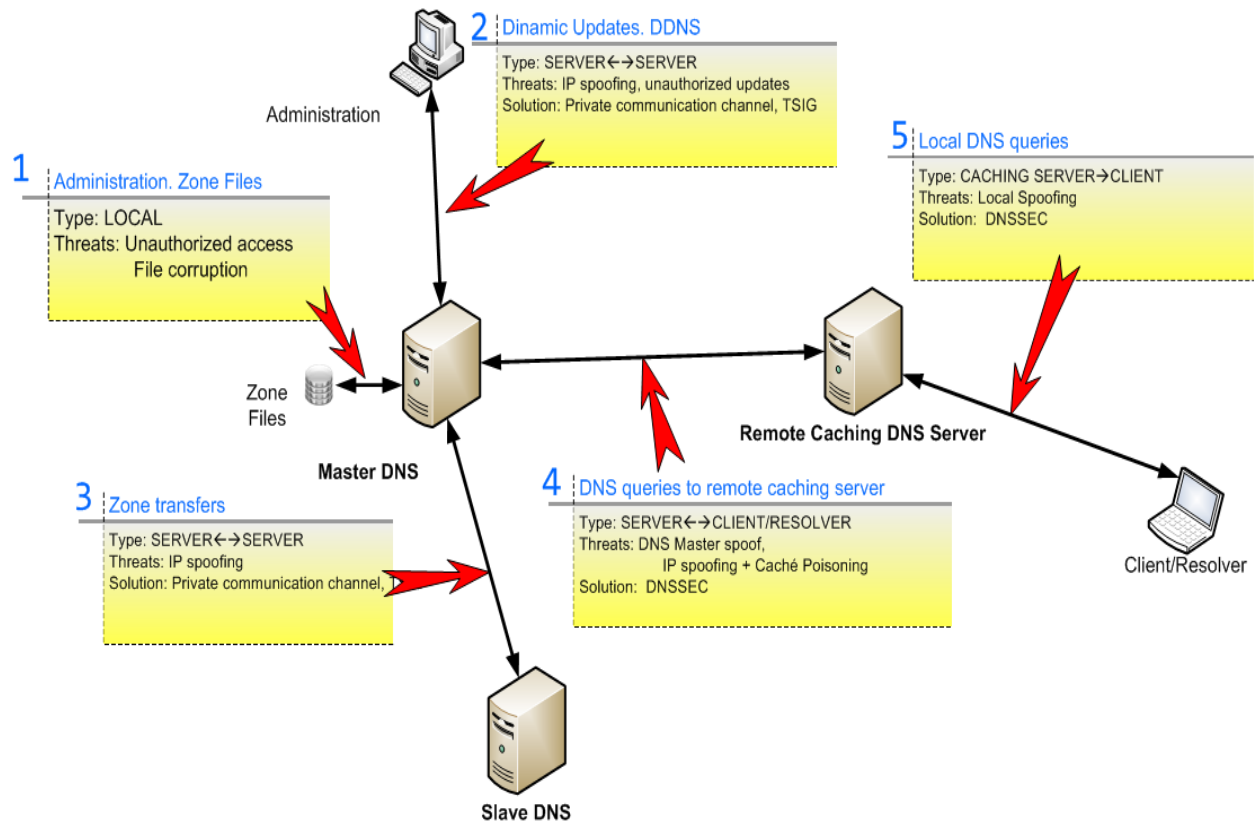 2 Dinamic Updates. DDNS
Type: SERVER←→SERVER
Threats: IP spoofing, unauthorized updates
Solution: Private communication channel, TSIG
Administration
1 Administration. Zone Files
Type: LOCAL
Threats: Unauthorized access
File corruption
5 Local DNS queries
Type: CACHING SERVER→CLIENT
Threats: Local Spoofing
Solution: DNSSEC
Zone
Files
Master DNS
Remote Caching DNS Server
3 Zone transfers
Type: SERVER←→SERVER
Threats: IP spoofing
Solution: Private communication channel,
4 DNS queries to remote caching server
Type: SERVER←→CLIENT/RESOLVER
Threats: DNS Master spoof,
IP spoofing + Caché Poisoning
Solution: DNSSEC
Client/Resolver
Slave DNS